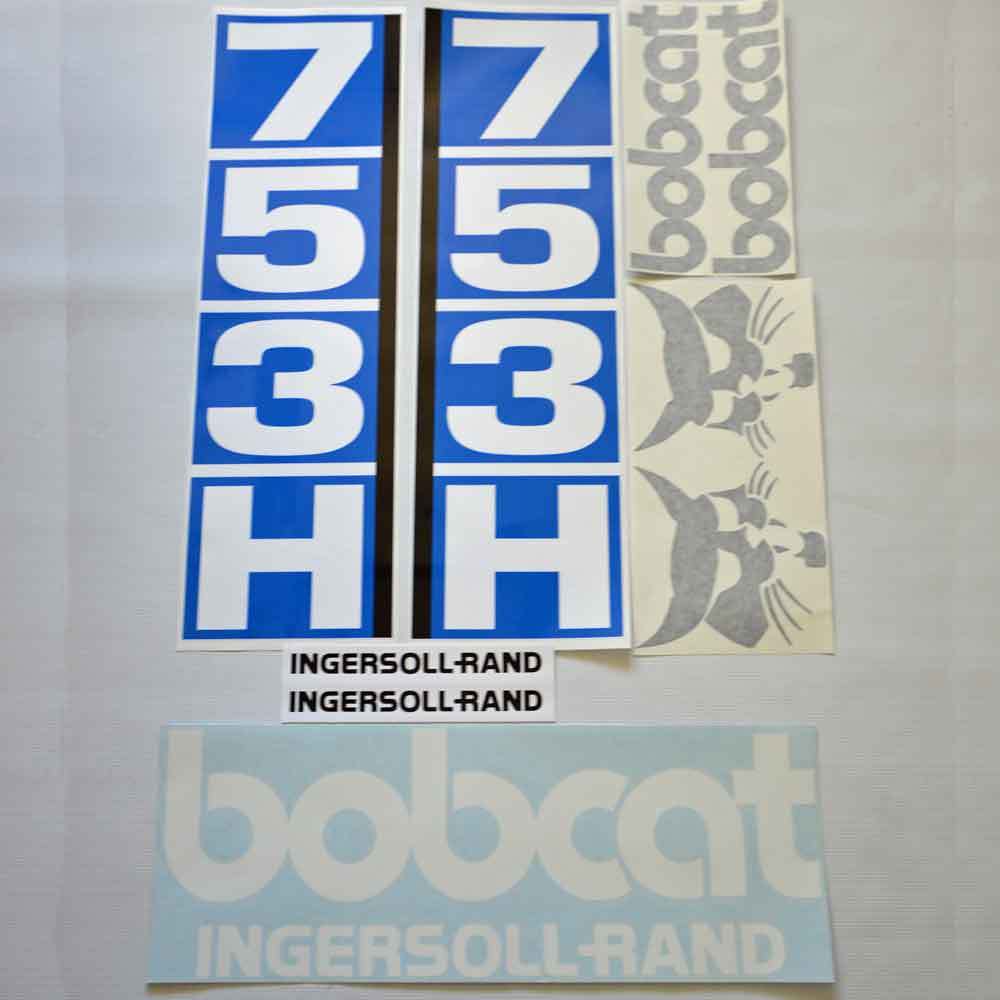 7
5
3
H
7
5
3
H
bobcat
bobcat
INGERSOLL-RAND
INGERSOLL-RAND
bobcat
INGERSOLL-RAND